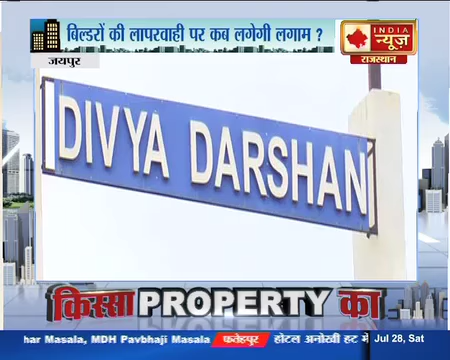 बिल्डरों की लापरवाही पर कब लगेगी लगाम ?
INDIA
न्यूज़
राजस्थान
जयपुर
DIVYA DARSHAN
किस्सा PROPERTY का
har Masala, MDH Pavbhaji Masala फतेहपुर होटल अनोखी हट में Jul 28, Sat